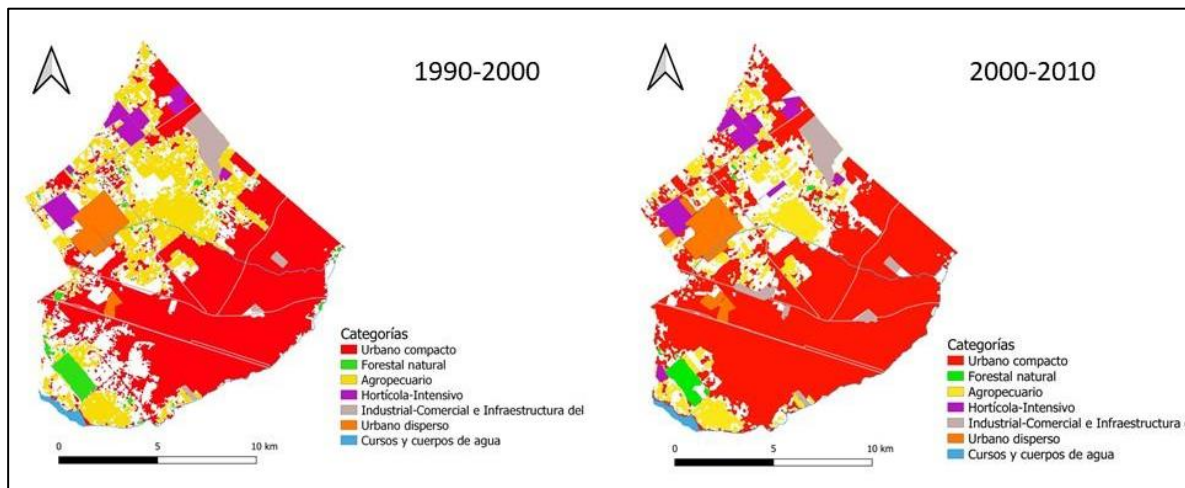 1990-2000
Categorías
Urbano compacto
Forestal natural
Agropecuario
Hortícola-Intensivo
Industrial-Comercial e Infraestructura del
Urbano disperso
Cursos y cuerpos de agua
0 5 10 km
2000-2010
Categorías
Urbano compacto
Forestal natural
Agropecuario
Hortícola-Intensivo
Industrial-Comercial e Infraestructura
Urbano disperso
Cursos y cuerpos de agua
0 5 10 km